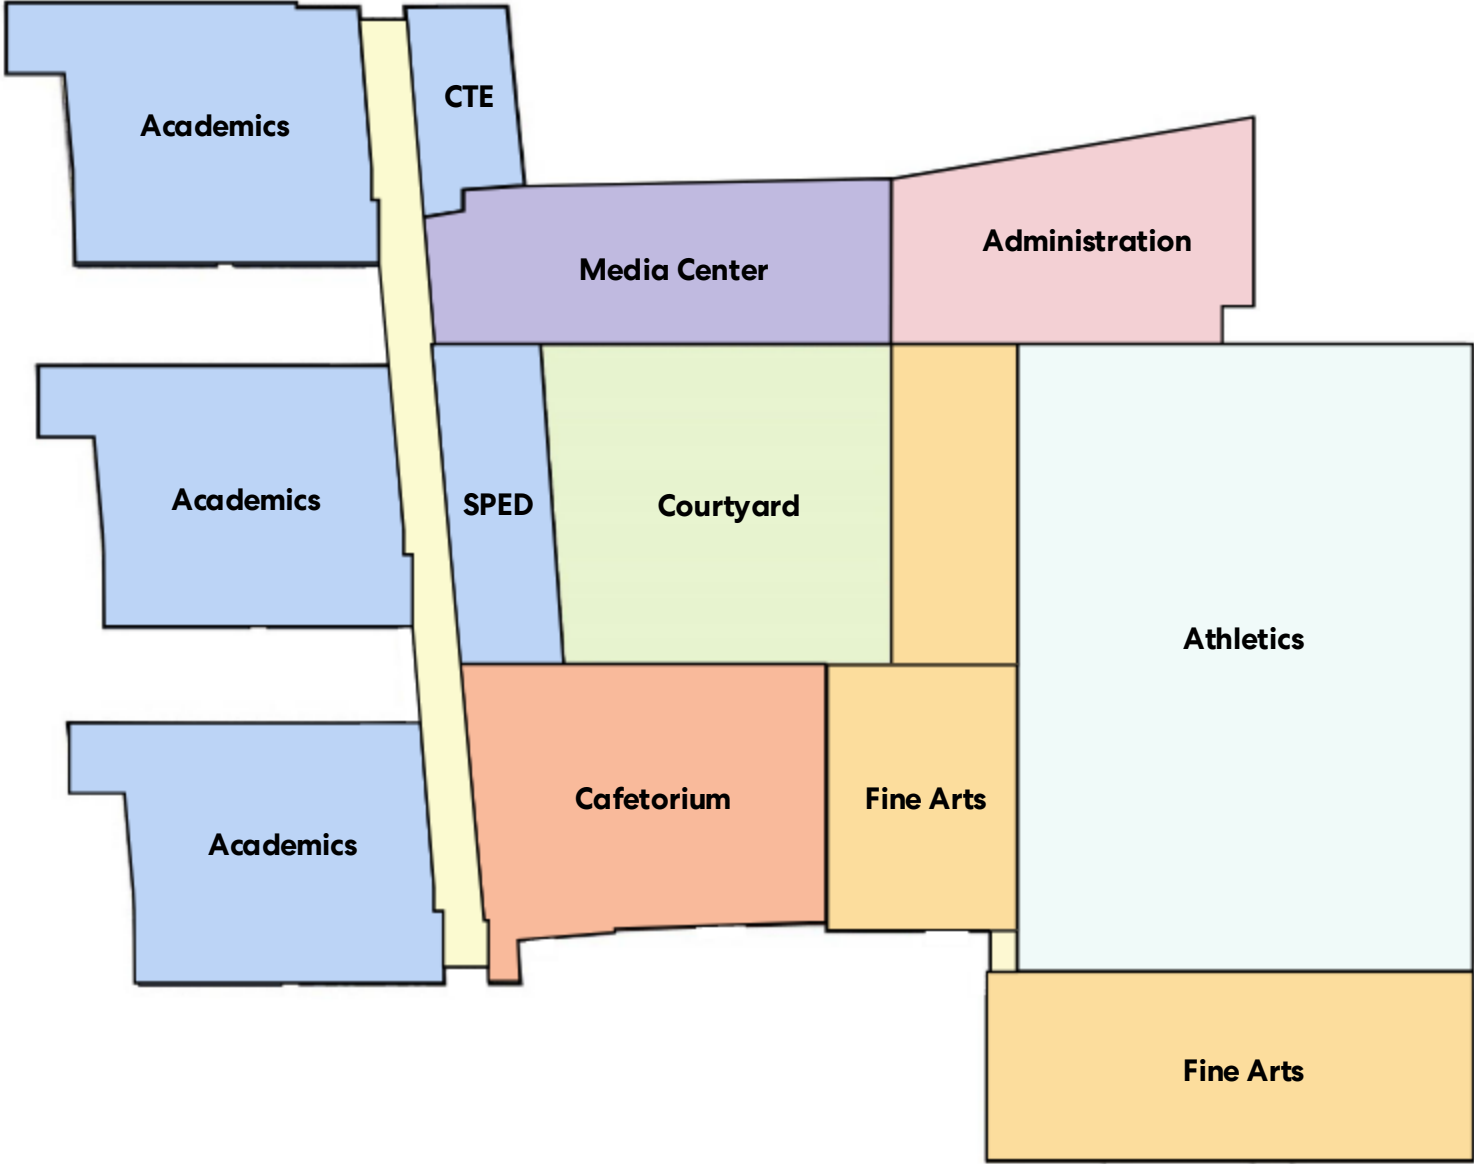 CTE
Academics
Administration
Media Center
Academics
SPED
Courtyard
Athletics
Cafetorium
Fine Arts
Academics
Fine Arts